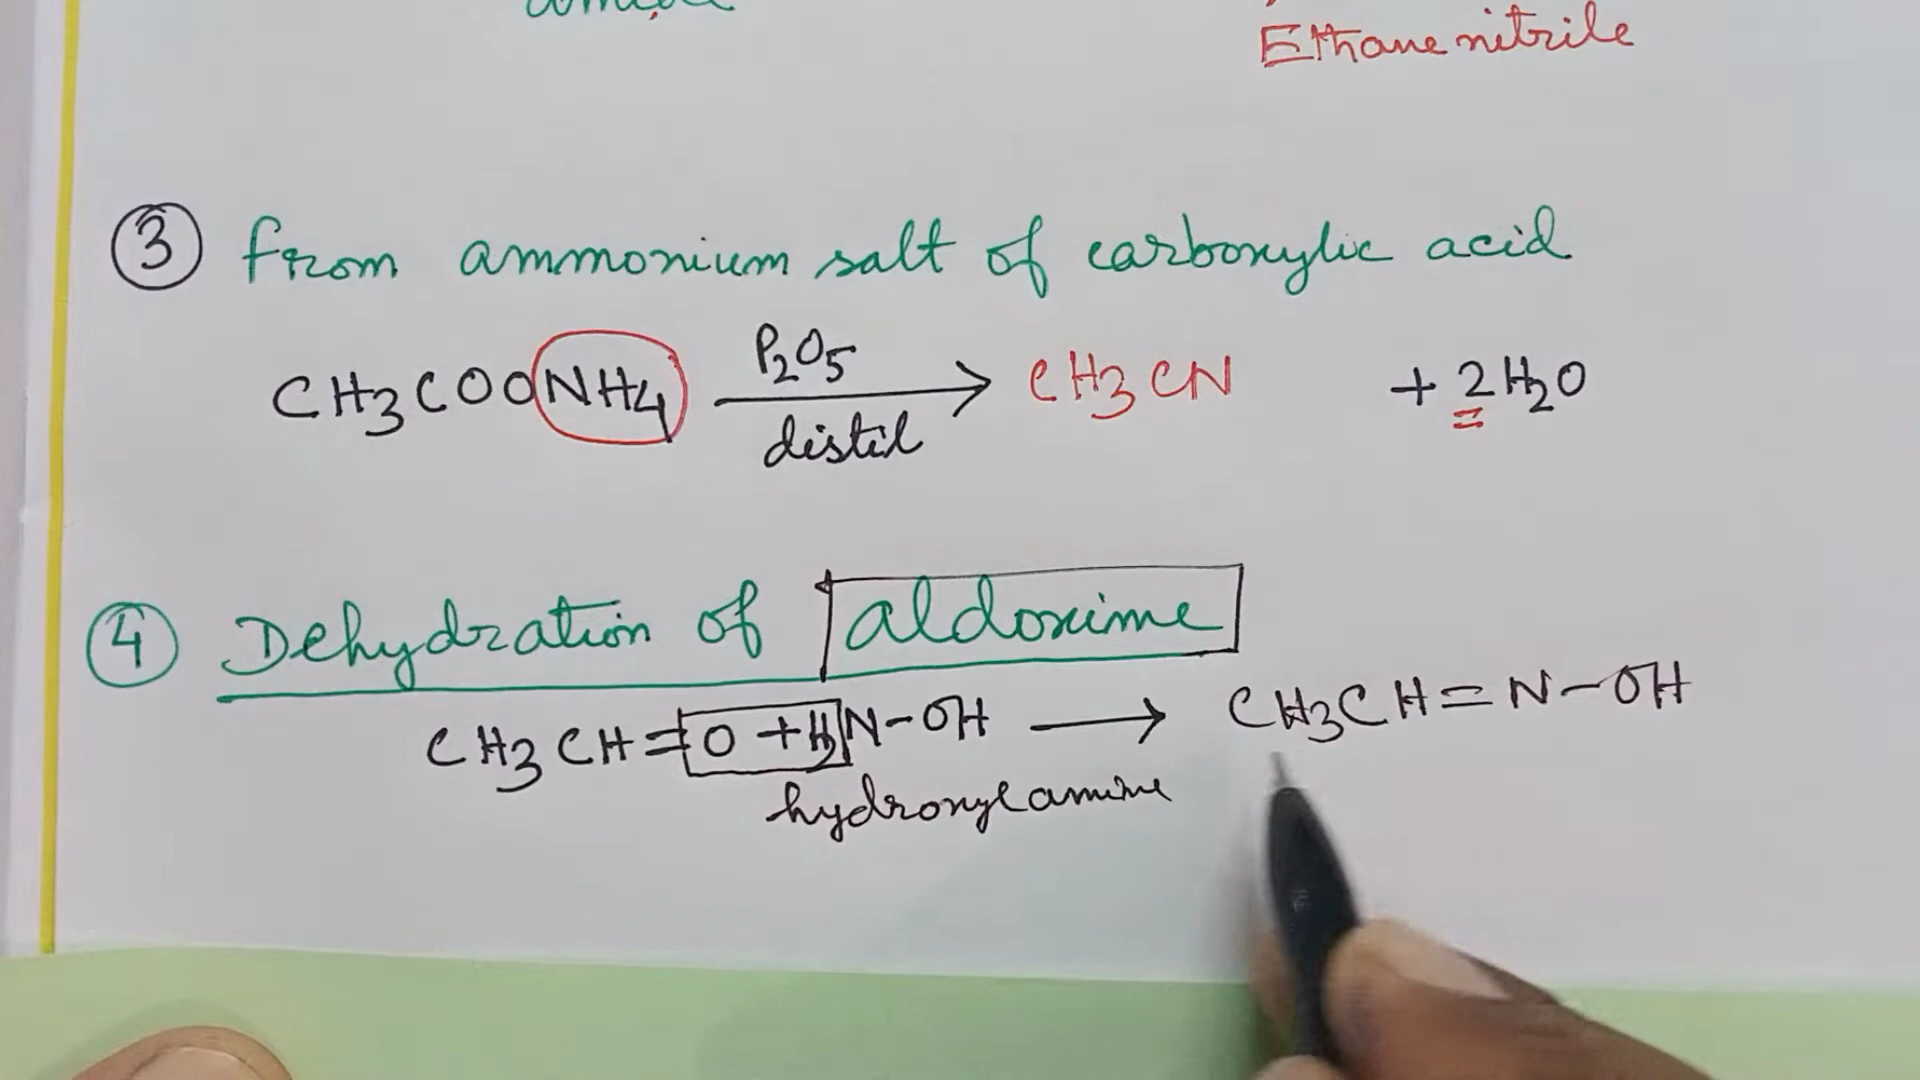 Ethane nitrile
③ from ammonium salt of carboxylic acid
CH3COONH4 P2O5 distil → CH3CN + 2H2O
④ Dehydration of aldoxime
CH3CH=O + H2N-OH → CH3CH=N-OH
hydroxylamine